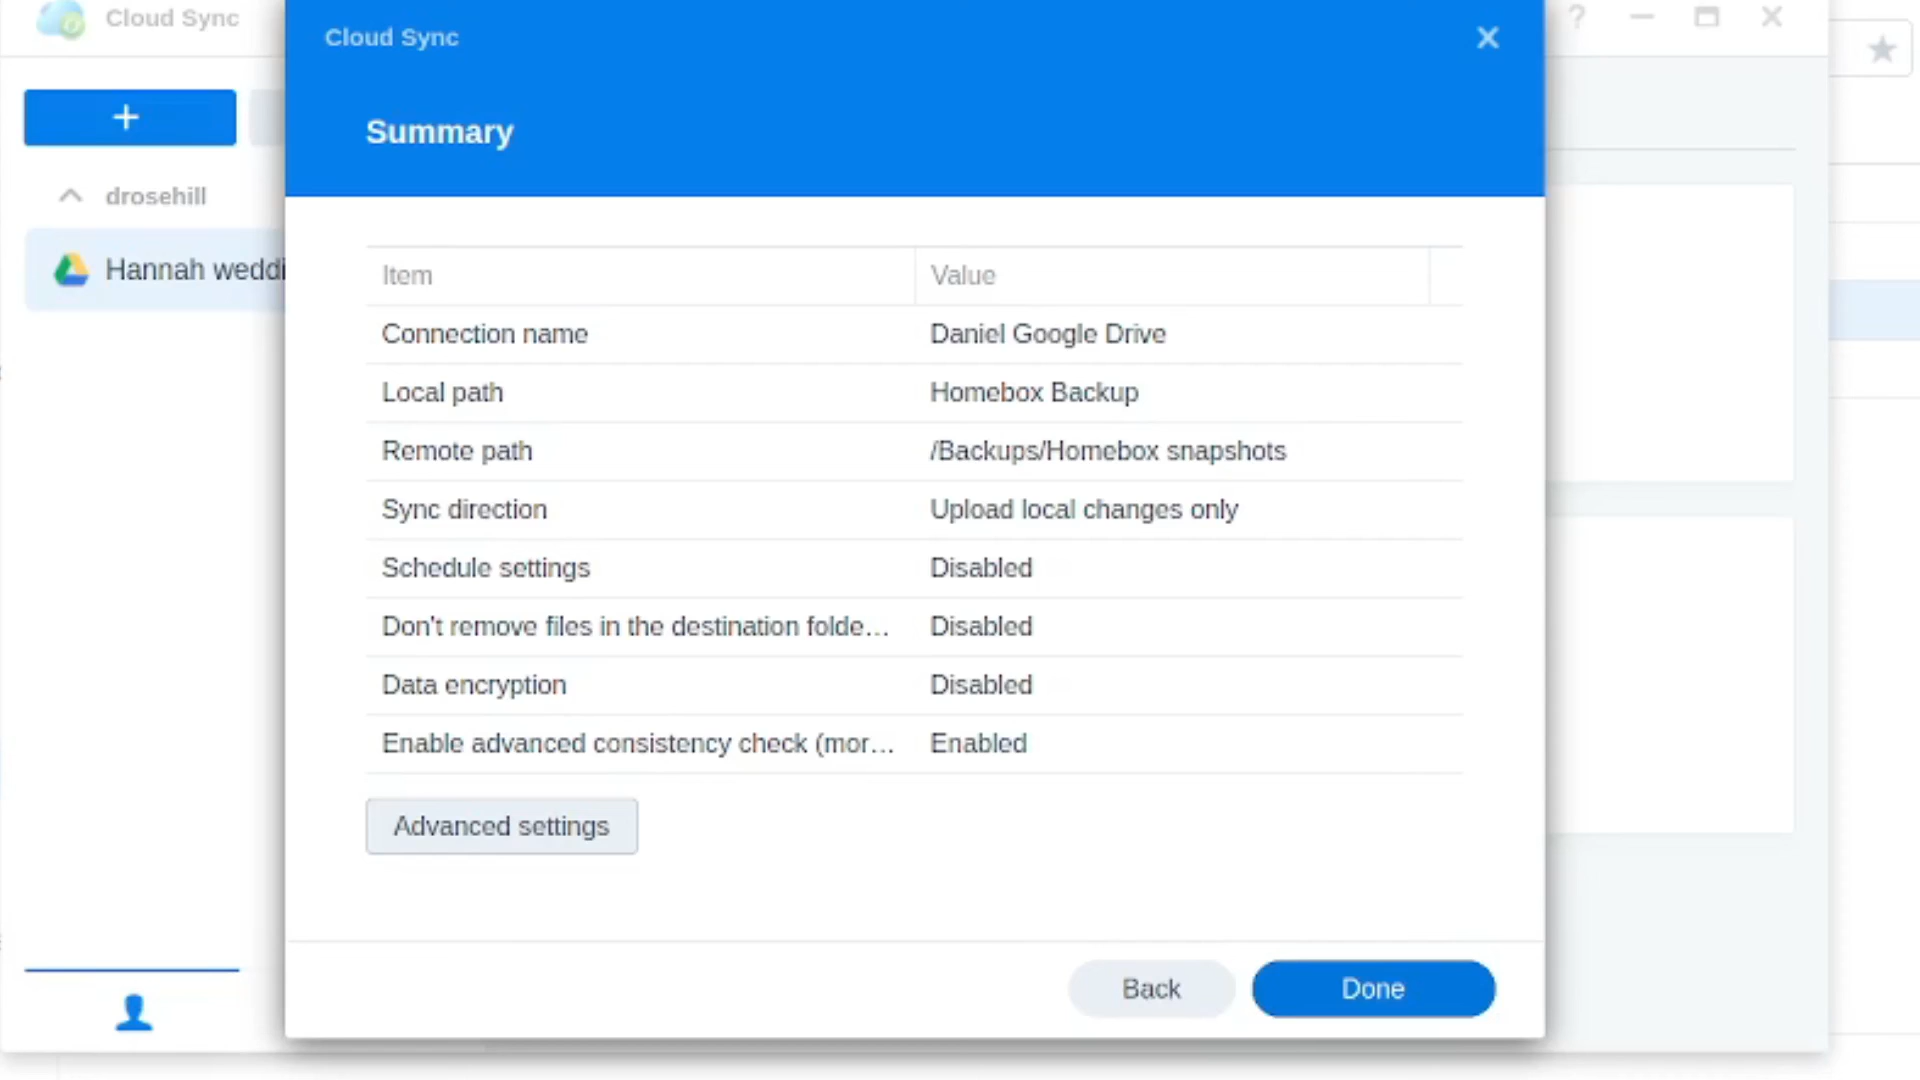 Cloud Sync
Cloud Sync
?
Summary
+
drosehill
Hannah weddi
Item Value
Connection name Daniel Google Drive
Local path Homebox Backup
Remote path /Backups/Homebox snapshots
Sync direction Upload local changes only
Schedule settings Disabled
Don't remove files in the destination folde... Disabled
Data encryption Disabled
Enable advanced consistency check (mor... Enabled
Advanced settings
Back Done